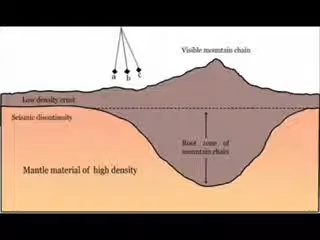 Visible mountain chain
a b c
Low density crust
Seismic discontinuity
Root zone of
mountain chain
Mantle material of high density